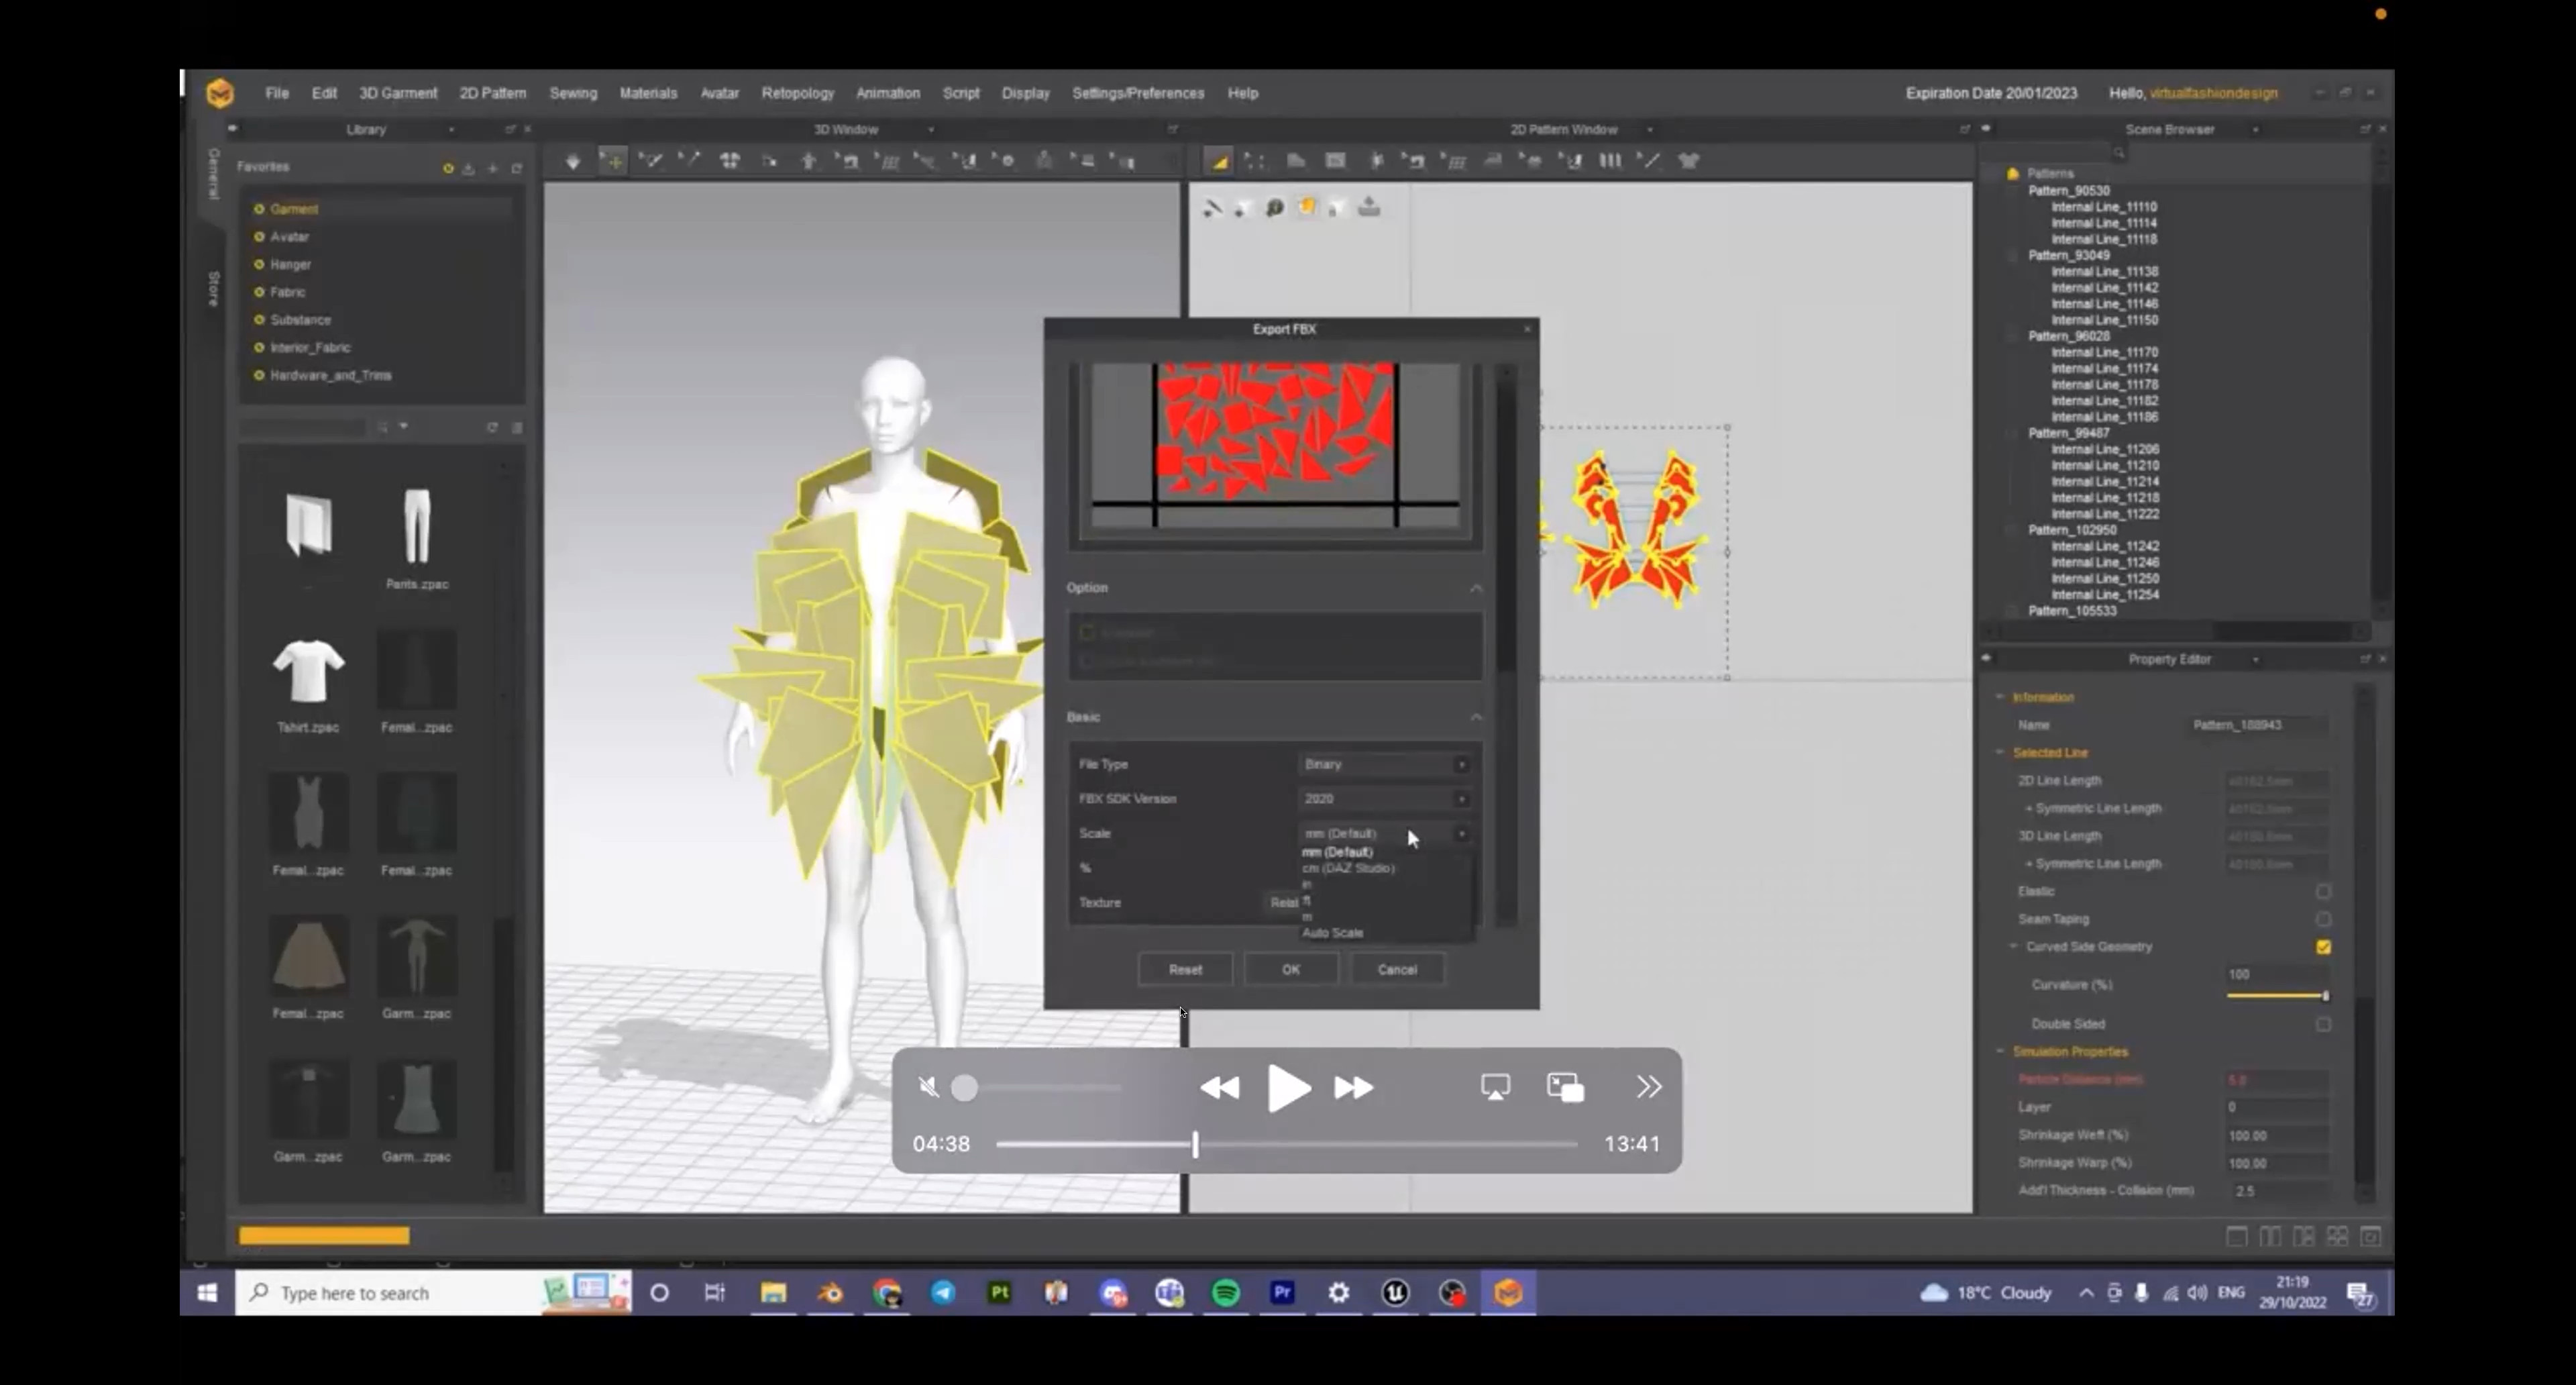 File Edit 3D Garment 2D Pattern Sewing Materials Avatar Retopology Animation Script Display Settings/Preferences Help
Expiration Date 20/01/2023 Hello, virtualfashiondesign
Library
3D Window
2D Pattern Window
Scene Browser
General
Store
Favorites
Garment
Avatar
Hanger
Fabric
Substance
Interior_Fabric
Hardware_and_Trims
Pants.zpac
Tshirt.zpac
Femal...zpac
Femal...zpac
Femal...zpac
Femal...zpac
Garm...zpac
Garm...zpac
Garm...zpac
Export FBX
Option
Basic
File Type
Binary
FBX SDK Version
2020
Scale
mm (Default)
mm (Default)
cm (DAZ Studio)
in
ft
m
Auto Scale
%
Texture
Relat
Reset
OK
Cancel
Patterns
Pattern_90530
Internal Line_11110
Internal Line_11114
Internal Line_11118
Pattern_93049
Internal Line_11138
Internal Line_11142
Internal Line_11146
Internal Line_11150
Pattern_96028
Internal Line_11170
Internal Line_11174
Internal Line_11178
Internal Line_11182
Internal Line_11186
Pattern_99487
Internal Line_11206
Internal Line_11210
Internal Line_11214
Internal Line_11218
Internal Line_11222
Pattern_102950
Internal Line_11242
Internal Line_11246
Internal Line_11250
Internal Line_11254
Pattern_105533
Property Editor
Information
Name
Pattern_188943
Selected Line
2D Line Length
+ Symmetric Line Length
3D Line Length
+ Symmetric Line Length
Elastic
Seam Taping
Curved Side Geometry
100
Curvature (%)
Double Sided
Simulation Properties
Particle Distance (mm)
5.0
Layer
0
Shrinkage Weft (%)
100.00
Shrinkage Warp (%)
100.00
Add'l Thickness - Collision (mm)
2.5
04:38
13:41
Type here to search
Pt
Pr
18°C Cloudy
ENG
21:19
29/10/2022
27